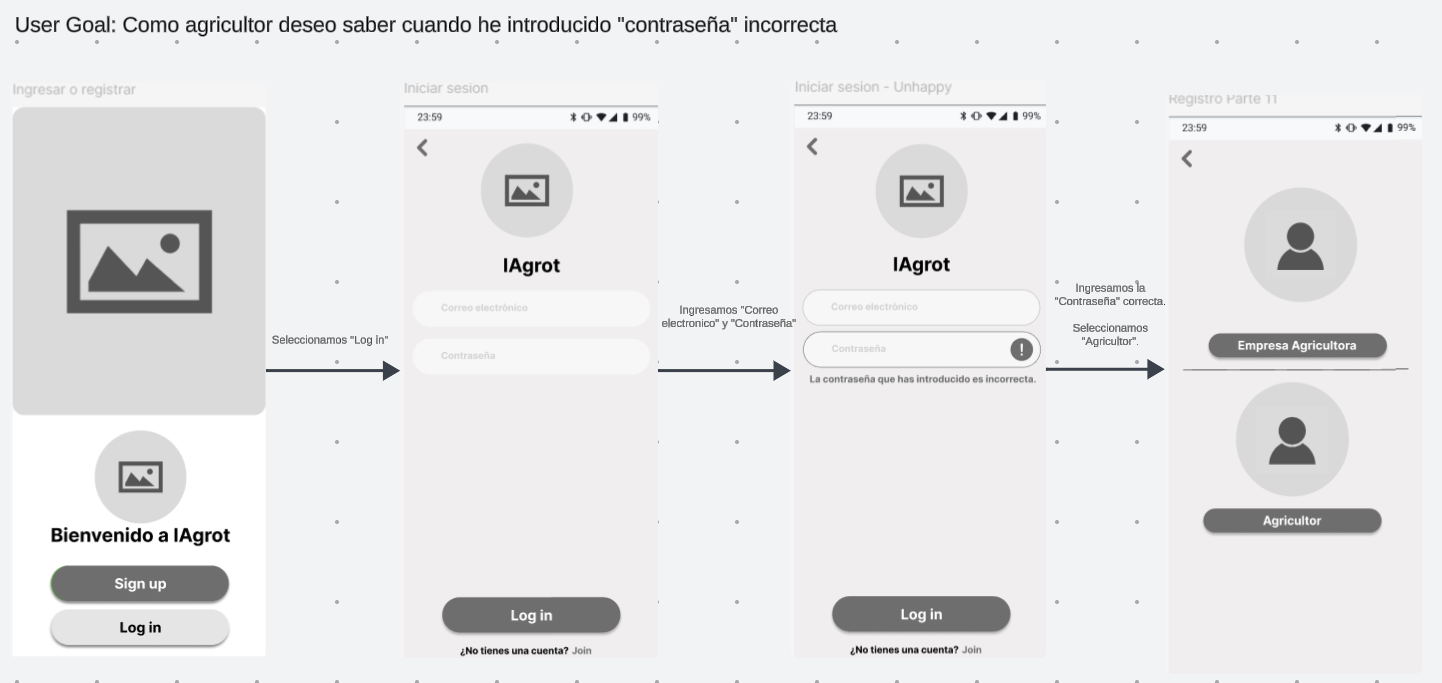 User Goal: Como agricultor deseo saber cuando he introducido "contraseña" incorrecta
Ingresar o registrar
Bienvenido a IAgrot
Sign up
Log in
Seleccionamos "Log in"
Iniciar sesion
23:59
99%
IAgrot
Correo electrónico
Contraseña
Log in
¿No tienes una cuenta? Join
Ingresamos "Correo
electronico" y "Contraseña"
Iniciar sesion - Unhappy
23:59
99%
IAgrot
Correo electrónico
Contraseña
!
La contraseña que has introducido es incorrecta.
Log in
¿No tienes una cuenta? Join
Ingresamos la
"Contraseña" correcta.
Seleccionamos
"Agricultor".
Registro Parte 11
23:59
99%
Empresa Agricultora
Agricultor